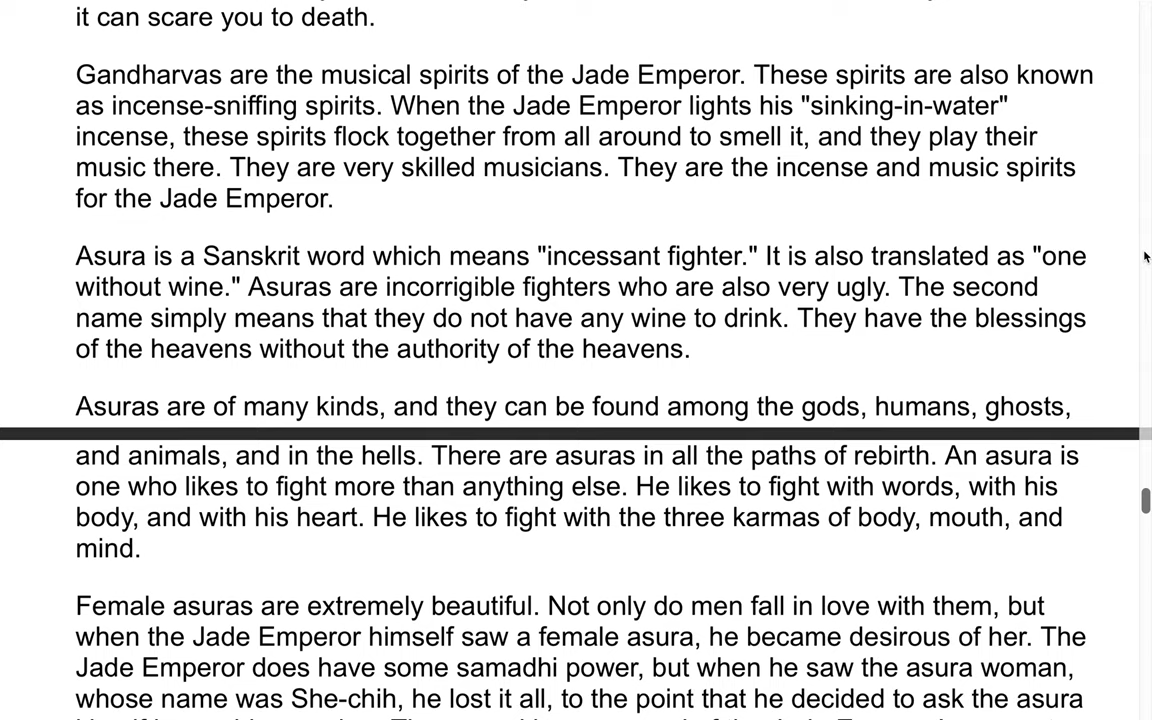 it can scare you to death.
Gandharvas are the musical spirits of the Jade Emperor. These spirits are also known
as incense-sniffing spirits. When the Jade Emperor lights his "sinking-in-water"
incense, these spirits flock together from all around to smell it, and they play their
music there. They are very skilled musicians. They are the incense and music spirits
for the Jade Emperor.
Asura is a Sanskrit word which means "incessant fighter." It is also translated as "one
without wine." Asuras are incorrigible fighters who are also very ugly. The second
name simply means that they do not have any wine to drink. They have the blessings
of the heavens without the authority of the heavens.
Asuras are of many kinds, and they can be found among the gods, humans, ghosts,
and animals, and in the hells. There are asuras in all the paths of rebirth. An asura is
one who likes to fight more than anything else. He likes to fight with words, with his
body, and with his heart. He likes to fight with the three karmas of body, mouth, and
mind.
Female asuras are extremely beautiful. Not only do men fall in love with them, but
when the Jade Emperor himself saw a female asura, he became desirous of her. The
Jade Emperor does have some samadhi power, but when he saw the asura woman,
whose name was She-chih, he lost it all, to the point that he decided to ask the asura